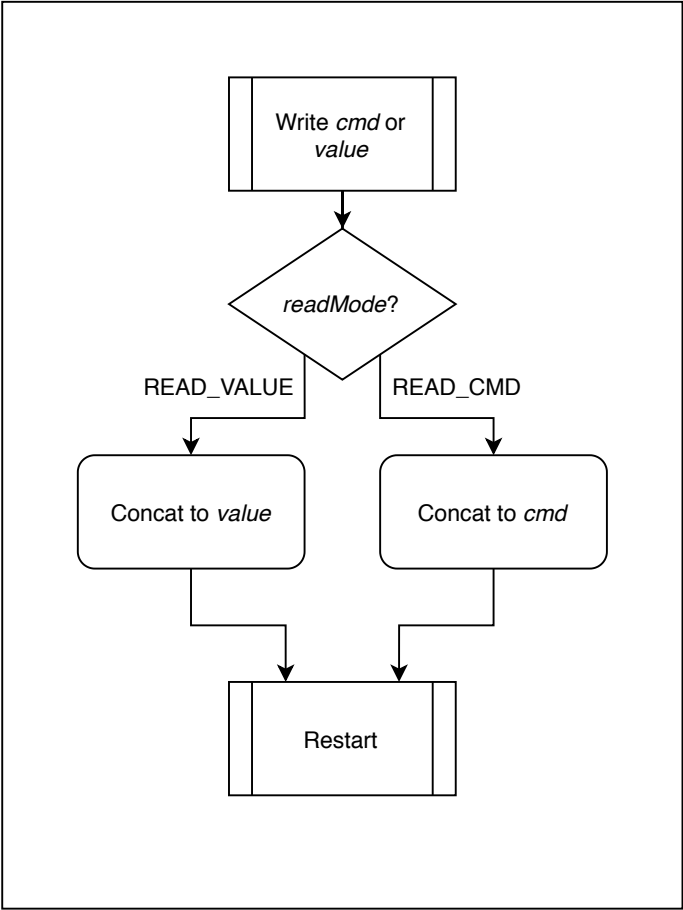 Write cmd or
value
readMode?
READ_VALUE
READ_CMD
Concat to value
Concat to cmd
Restart